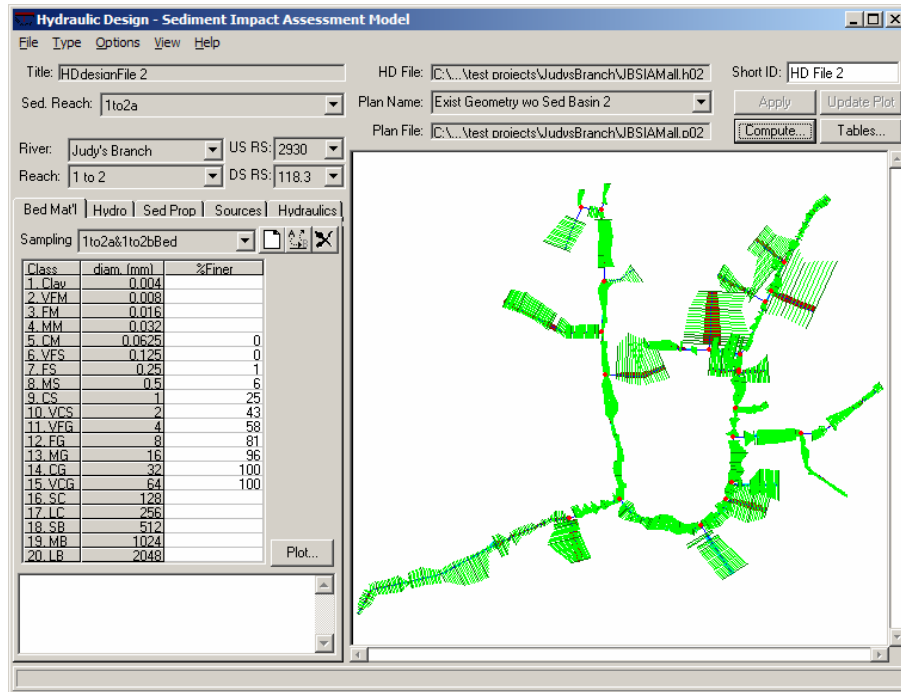 Hydraulic Design - Sediment Impact Assessment Model
File Type Options View Help
Title: HDdesignFile 2
HD File: C:\...\test projects\JudysBranch\JBSIAMall.h02
Short ID: HD File 2
Sed. Reach: 1to2a
Plan Name: Exist Geometry wo Sed Basin 2
Apply Update Plot
Plan File: C:\...\test projects\JudysBranch\JBSIAMall.p02
Compute... Tables...
River: Judy's Branch US RS: 2930
Reach: 1 to 2 DS RS: 118.3
Bed Mat'l Hydro Sed Prop Sources Hydraulics
Sampling 1to2a&1to2bBed
Class diam. (mm) %Finer
1. Clay 0.004
2. VFM 0.008
3. FM 0.016
4. MM 0.032
5. CM 0.0625 0
6. VFS 0.125 0
7. FS 0.25 1
8. MS 0.5 6
9. CS 1 25
10. VCS 2 43
11. VFG 4 58
12. FG 8 81
13. MG 16 96
14. CG 32 100
15. VCG 64 100
16. SC 128
17. LC 256
18. SB 512
19. MB 1024
20. LB 2048
Plot...